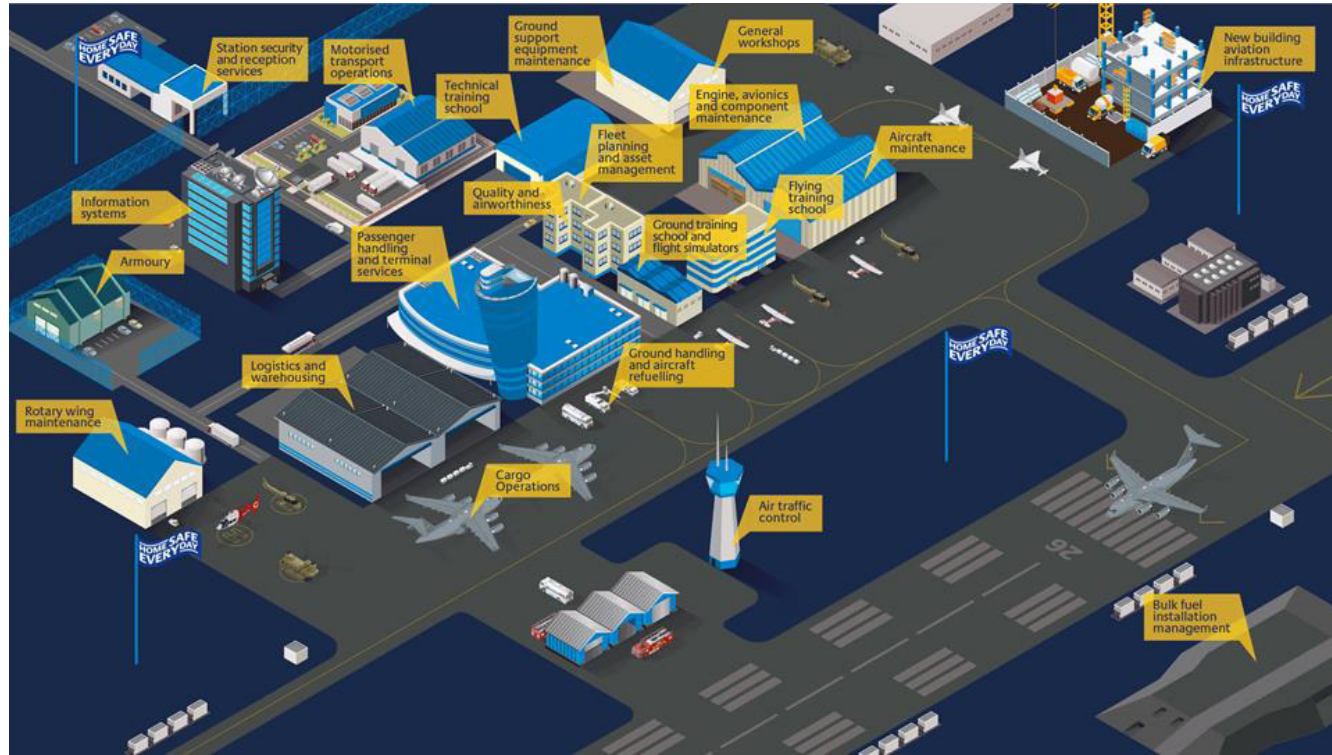 HOME SAFE
EVERY DAY
Station security
and reception
services
Motorised
transport
operations
Technical
training
school
Ground
support
equipment
maintenance
General
workshops
New building
aviation
infrastructure
HOME SAFE
EVERY DAY
Engine, avionics
and component
maintenance
Aircraft
maintenance
Fleet
planning
and asset
management
Quality and
airworthiness
Flying
training
school
Information
systems
Passenger
handling
and terminal
services
Ground training
school and
flight simulators
Armoury
HOME SAFE
EVERY DAY
Logistics and
warehousing
Ground handling
and aircraft
refuelling
Rotary wing
maintenance
Cargo
Operations
Air traffic
control
HOME SAFE
EVERY DAY
26
H
Bulk fuel
installation
management